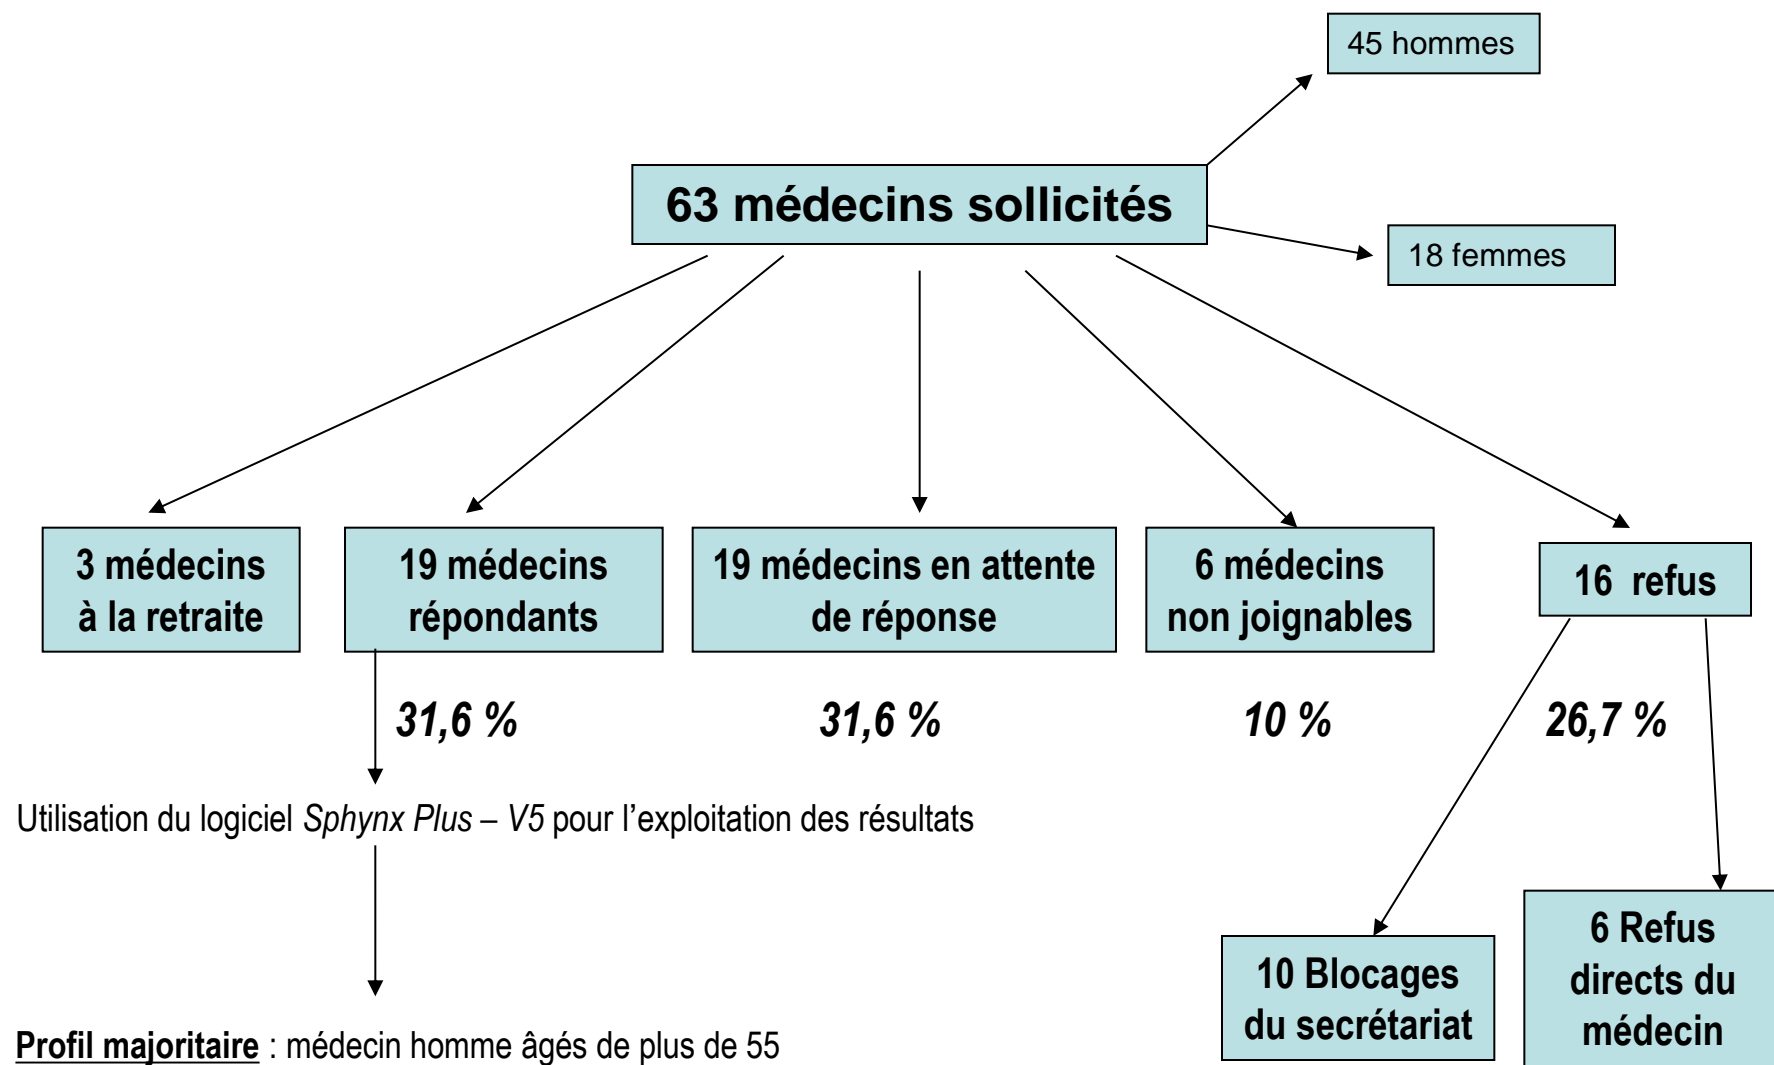 45 hommes
63 médecins sollicités
18 femmes
3 médecins
à la retraite
19 médecins
répondants
19 médecins en attente
de réponse
6 médecins
non joignables
16 refus
31,6 %
31,6 %
10 %
26,7 %
Utilisation du logiciel Sphynx Plus – V5 pour l’exploitation des résultats
10 Blocages
du secrétariat
6 Refus
directs du
médecin
Profil majoritaire : médecin homme âgés de plus de 55